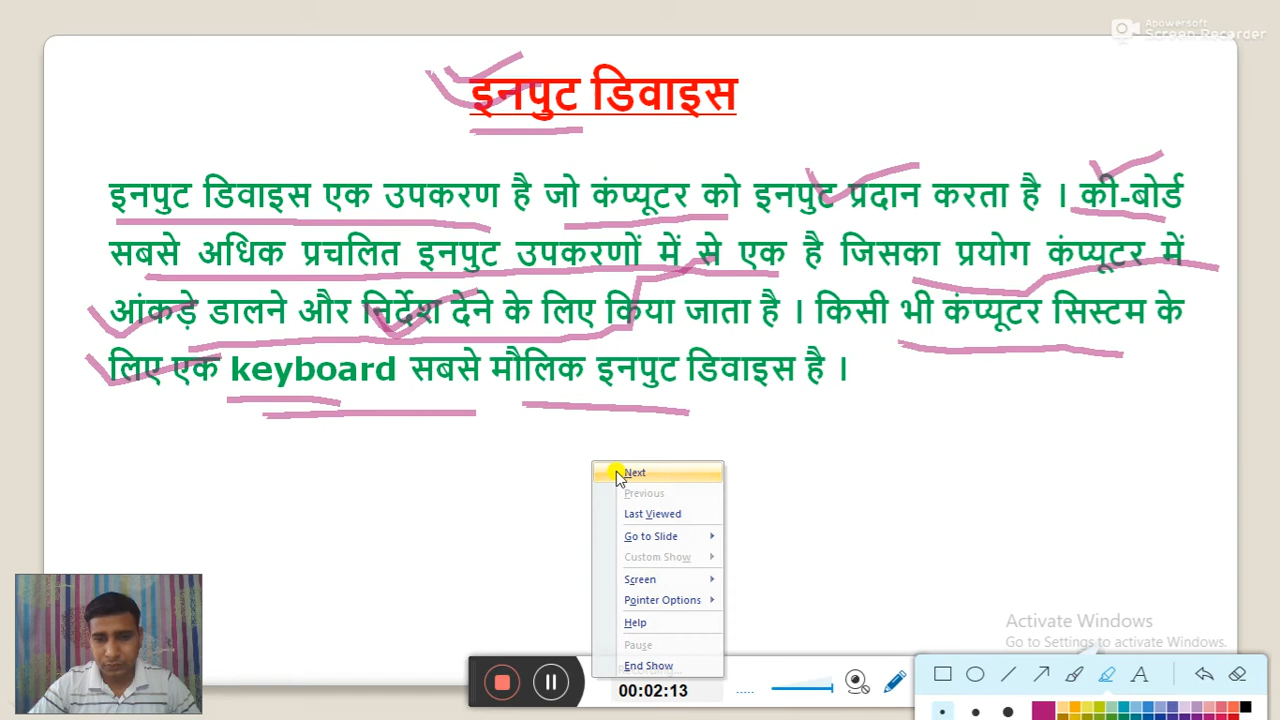 Apowersoft
Screen Recorder
इनपुट डिवाइस
इनपुट डिवाइस एक उपकरण है जो कंप्यूटर को इनपुट प्रदान करता है । की-बोर्ड
सबसे अधिक प्रचलित इनपुट उपकरणों में से एक है जिसका प्रयोग कंप्यूटर में
आंकड़े डालने और निर्देश देने के लिए किया जाता है । किसी भी कंप्यूटर सिस्टम के
लिए एक keyboard सबसे मौलिक इनपुट डिवाइस है ।
Next
Previous
Last Viewed
Go to Slide
Custom Show
Screen
Pointer Options
Help
Pause
End Show
00:02:13
Activate Windows
Go to Settings to activate Windows.
A